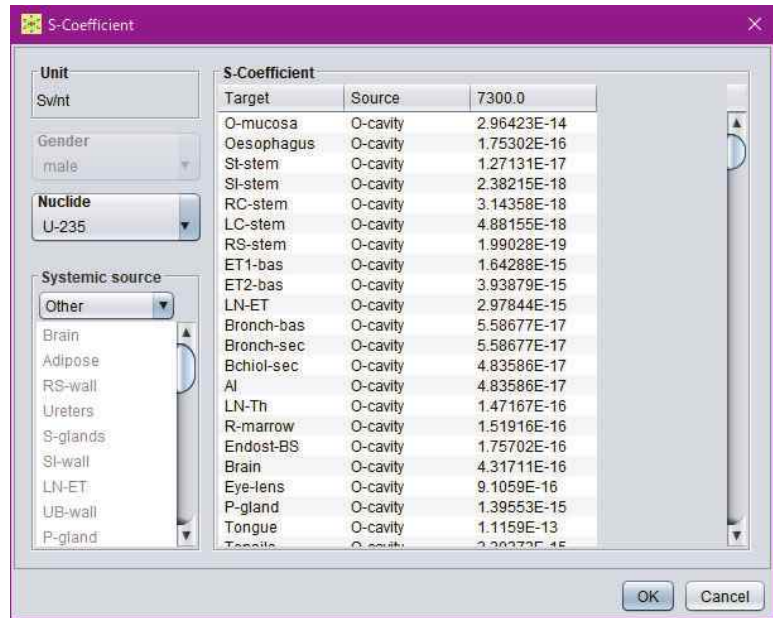 S-Coefficient
Unit
Sv/nt
Gender
male
Nuclide
U-235
Systemic source
Other
Brain
Adipose
RS-wall
Ureters
S-glands
SI-wall
LN-ET
UB-wall
P-gland
S-Coefficient
Target Source 7300.0
O-mucosa O-cavity 2.96423E-14
Oesophagus O-cavity 1.75302E-16
St-stem O-cavity 1.27131E-17
SI-stem O-cavity 2.38215E-18
RC-stem O-cavity 3.14358E-18
LC-stem O-cavity 4.88155E-18
RS-stem O-cavity 1.99028E-19
ET1-bas O-cavity 1.64288E-15
ET2-bas O-cavity 3.93879E-15
LN-ET O-cavity 2.97844E-15
Bronch-bas O-cavity 5.58677E-17
Bronch-sec O-cavity 5.58677E-17
Bchiol-sec O-cavity 4.83586E-17
AI O-cavity 4.83586E-17
LN-Th O-cavity 1.47167E-16
R-marrow O-cavity 1.51916E-16
Endost-BS O-cavity 1.75702E-16
Brain O-cavity 4.31711E-16
Eye-lens O-cavity 9.1059E-16
P-gland O-cavity 1.39553E-15
Tongue O-cavity 1.1159E-13
Tonsils O-cavity
OK Cancel